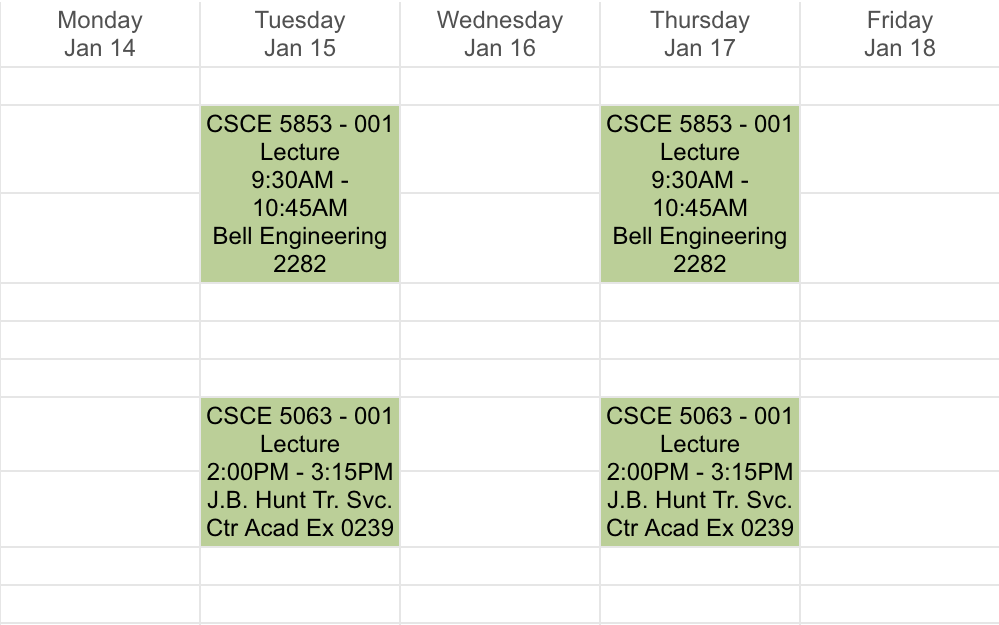 Monday
Jan 14
Tuesday
Jan 15
Wednesday
Jan 16
Thursday
Jan 17
Friday
Jan 18
CSCE 5853 - 001
Lecture
9:30AM -
10:45AM
Bell Engineering
2282
CSCE 5853 - 001
Lecture
9:30AM -
10:45AM
Bell Engineering
2282
CSCE 5063 - 001
Lecture
2:00PM - 3:15PM
J.B. Hunt Tr. Svc.
Ctr Acad Ex 0239
CSCE 5063 - 001
Lecture
2:00PM - 3:15PM
J.B. Hunt Tr. Svc.
Ctr Acad Ex 0239